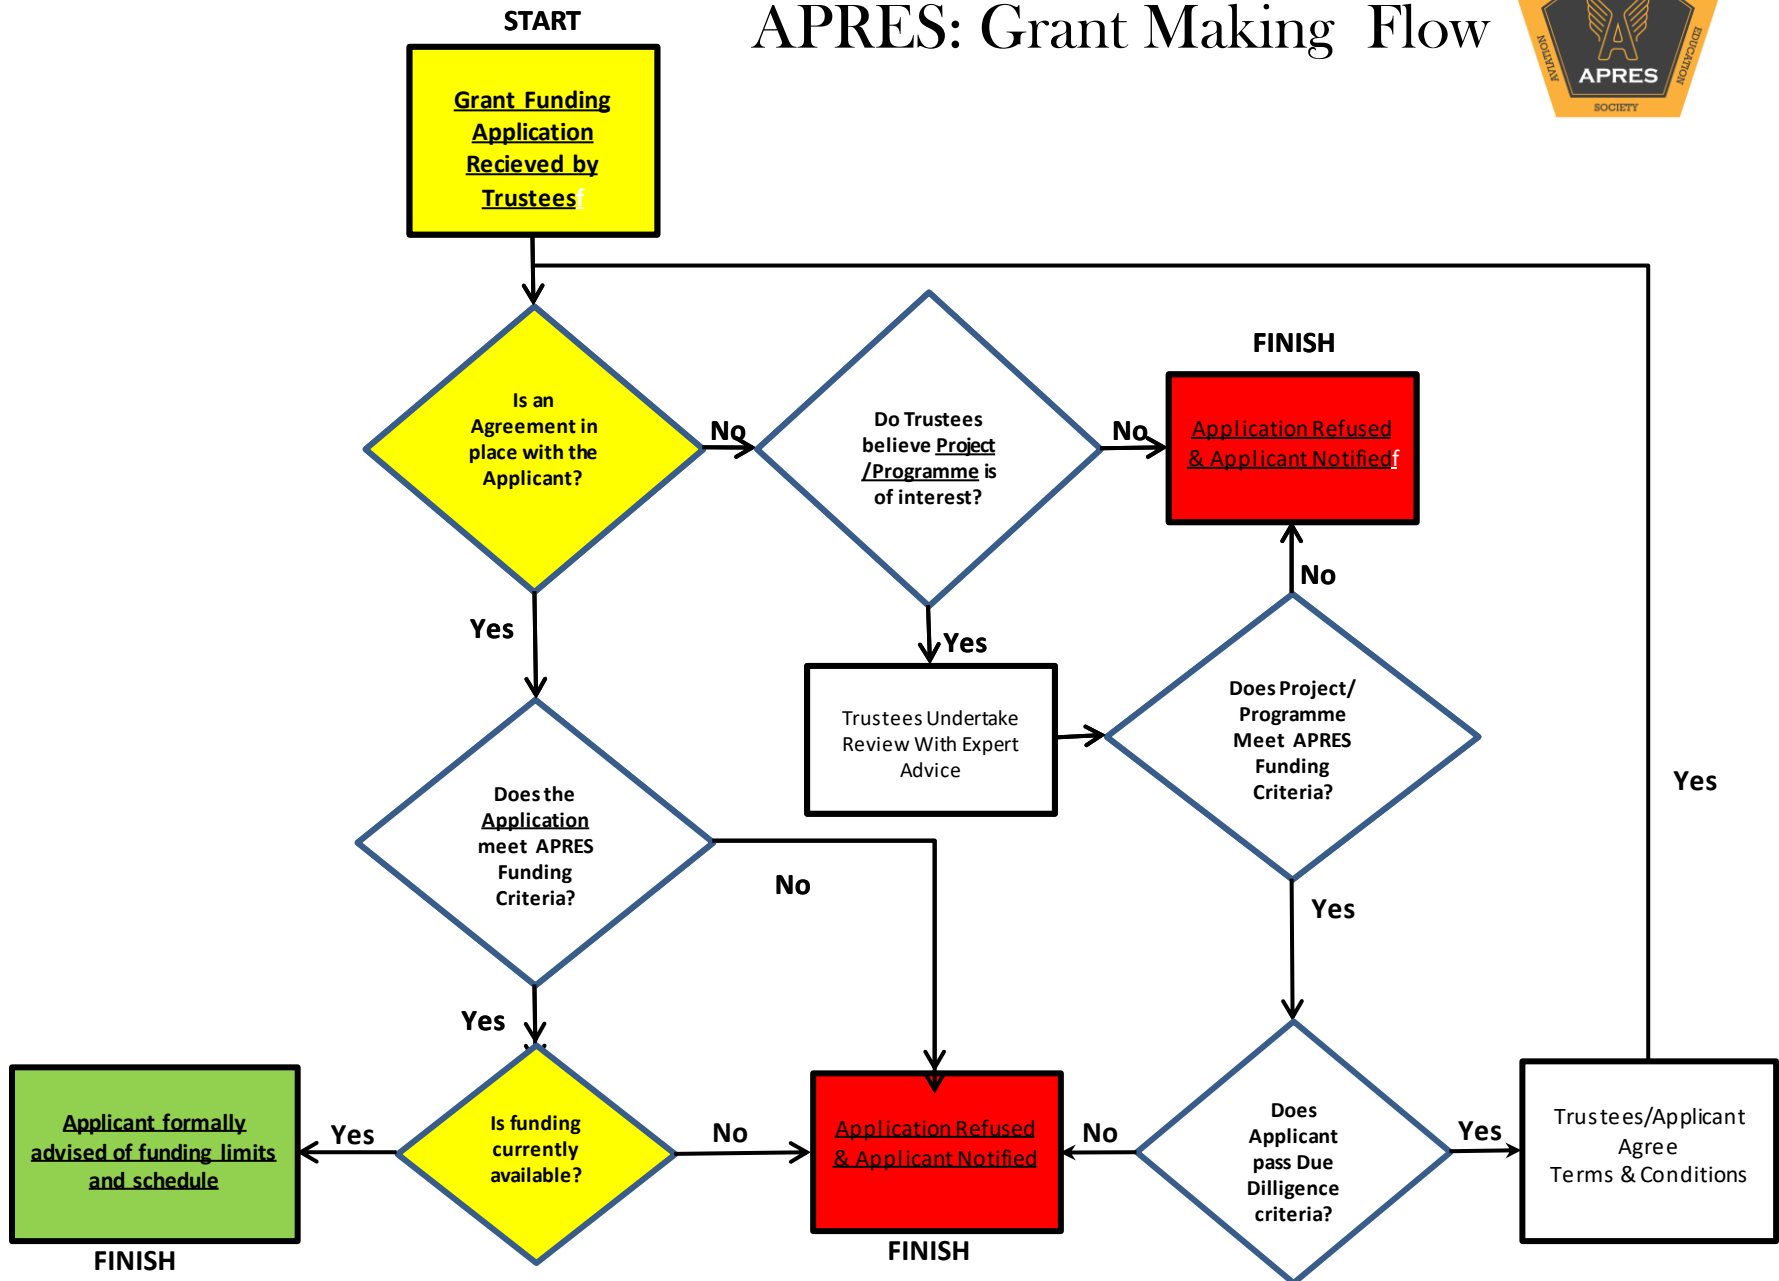 START
APRES: Grant Making Flow
AVIATION
EDUCATION
APRES
SOCIETY
Grant Funding
Application
Recieved by
Trusteesf
Is an
Agreement in
place with the
Applicant?
No
Do Trustees
believe Project
/Programme is
of interest?
No
FINISH
Application Refused
& Applicant Notifiedf
No
Yes
Yes
Trustees Undertake
Review With Expert
Advice
Does Project/
Programme
Meet APRES
Funding
Criteria?
Yes
Does the
Application
meet APRES
Funding
Criteria?
No
Yes
Yes
Applicant formally
advised of funding limits
and schedule
FINISH
Yes
Is funding
currently
available?
No
Application Refused
& Applicant Notified
FINISH
No
Does
Applicant
pass Due
Dilligence
criteria?
Yes
Trustees/Applicant
Agree
Terms & Conditions